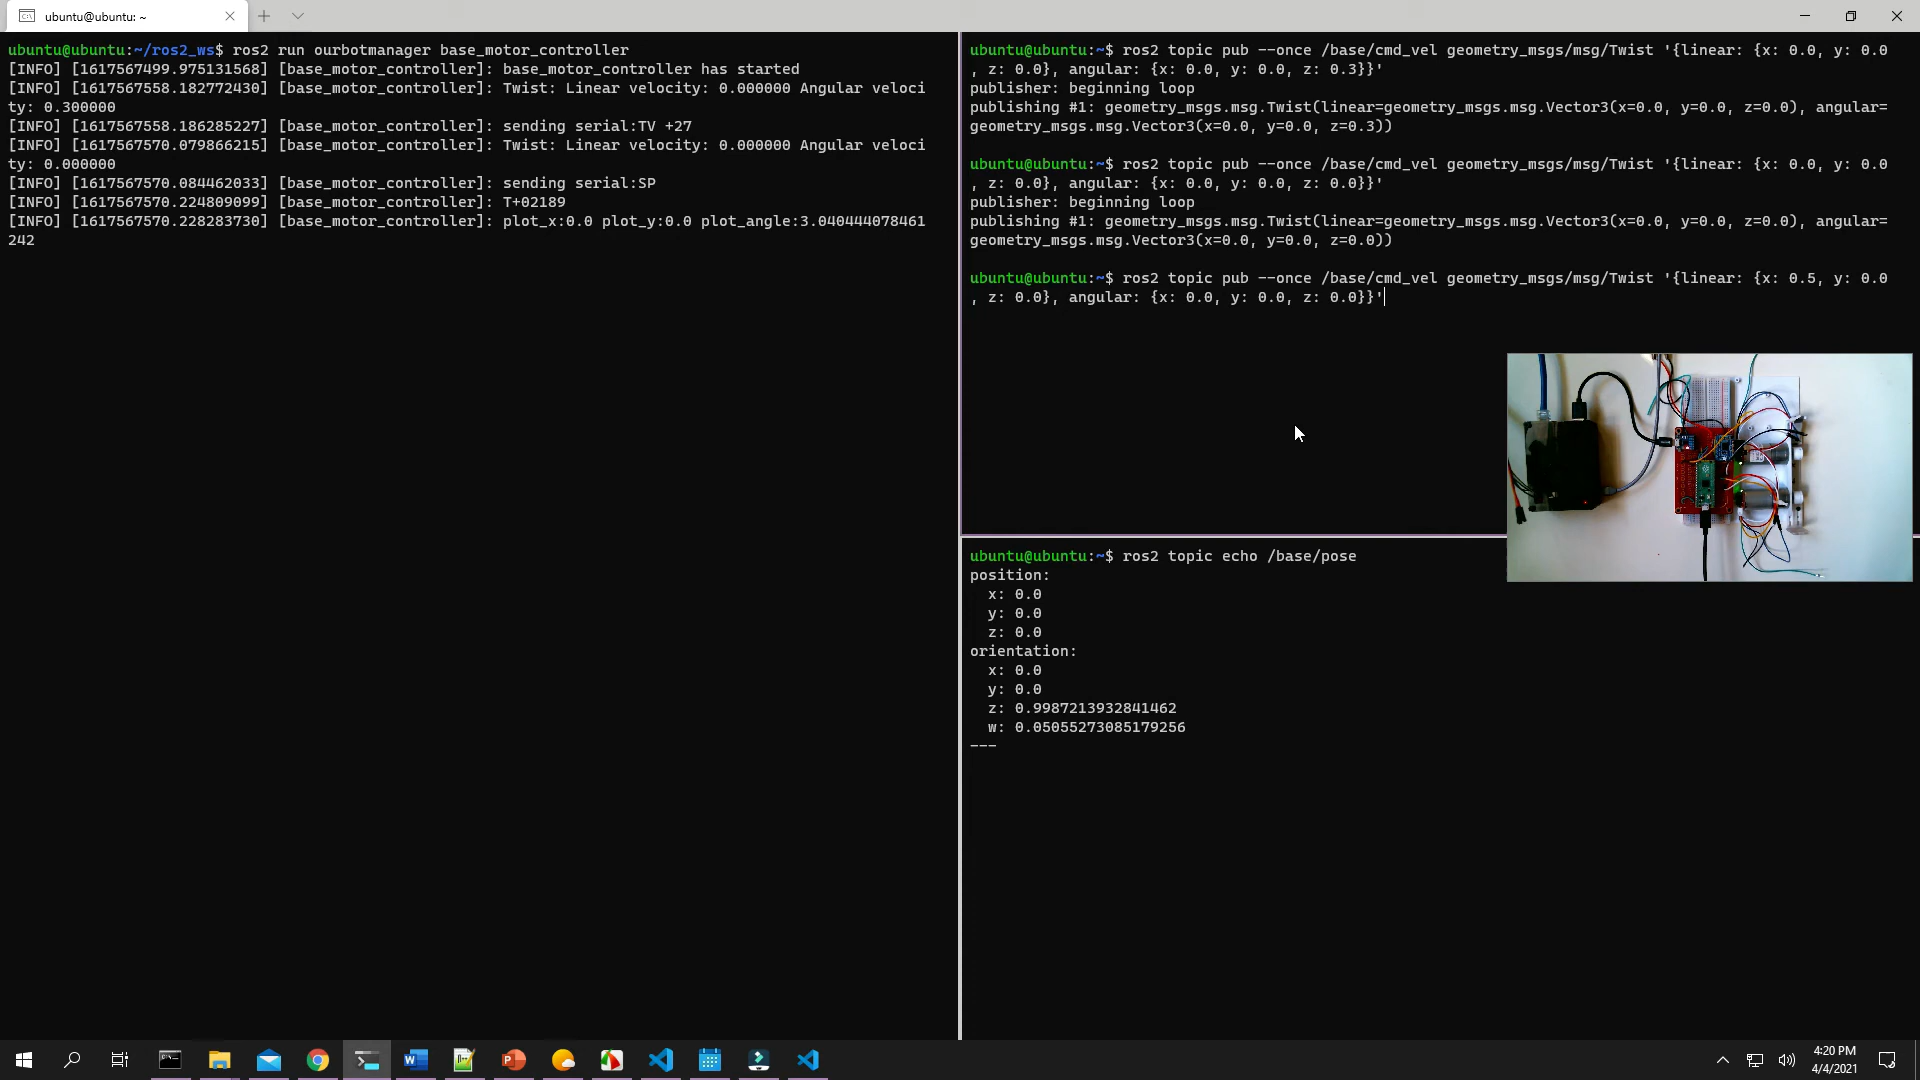 ubuntu@ubuntu: ~
ubuntu@ubuntu:~/ros2_ws$ ros2 run ourbotmanager base_motor_controller
[INFO] [1617567499.975131568] [base_motor_controller]: base_motor_controller has started
[INFO] [1617567558.182772430] [base_motor_controller]: Twist: Linear velocity: 0.000000 Angular veloci
ty: 0.300000
[INFO] [1617567558.186285227] [base_motor_controller]: sending serial:TV +27
[INFO] [1617567570.079866215] [base_motor_controller]: Twist: Linear velocity: 0.000000 Angular veloci
ty: 0.000000
[INFO] [1617567570.084462033] [base_motor_controller]: sending serial:SP
[INFO] [1617567570.224809099] [base_motor_controller]: T+02189
[INFO] [1617567570.228283730] [base_motor_controller]: plot_x:0.0 plot_y:0.0 plot_angle:3.040444078461
242
ubuntu@ubuntu:~$ ros2 topic pub --once /base/cmd_vel geometry_msgs/msg/Twist '{linear: {x: 0.0, y: 0.0
, z: 0.0}, angular: {x: 0.0, y: 0.0, z: 0.3}}'
publisher: beginning loop
publishing #1: geometry_msgs.msg.Twist(linear=geometry_msgs.msg.Vector3(x=0.0, y=0.0, z=0.0), angular=
geometry_msgs.msg.Vector3(x=0.0, y=0.0, z=0.3))
ubuntu@ubuntu:~$ ros2 topic pub --once /base/cmd_vel geometry_msgs/msg/Twist '{linear: {x: 0.0, y: 0.0
, z: 0.0}, angular: {x: 0.0, y: 0.0, z: 0.0}}'
publisher: beginning loop
publishing #1: geometry_msgs.msg.Twist(linear=geometry_msgs.msg.Vector3(x=0.0, y=0.0, z=0.0), angular=
geometry_msgs.msg.Vector3(x=0.0, y=0.0, z=0.0))
ubuntu@ubuntu:~$ ros2 topic pub --once /base/cmd_vel geometry_msgs/msg/Twist '{linear: {x: 0.5, y: 0.0
, z: 0.0}, angular: {x: 0.0, y: 0.0, z: 0.0}}'
ubuntu@ubuntu:~$ ros2 topic echo /base/pose
position:
  x: 0.0
  y: 0.0
  z: 0.0
orientation:
  x: 0.0
  y: 0.0
  z: 0.9987213932841462
  w: 0.05055273085179256
---
4:20 PM
4/4/2021